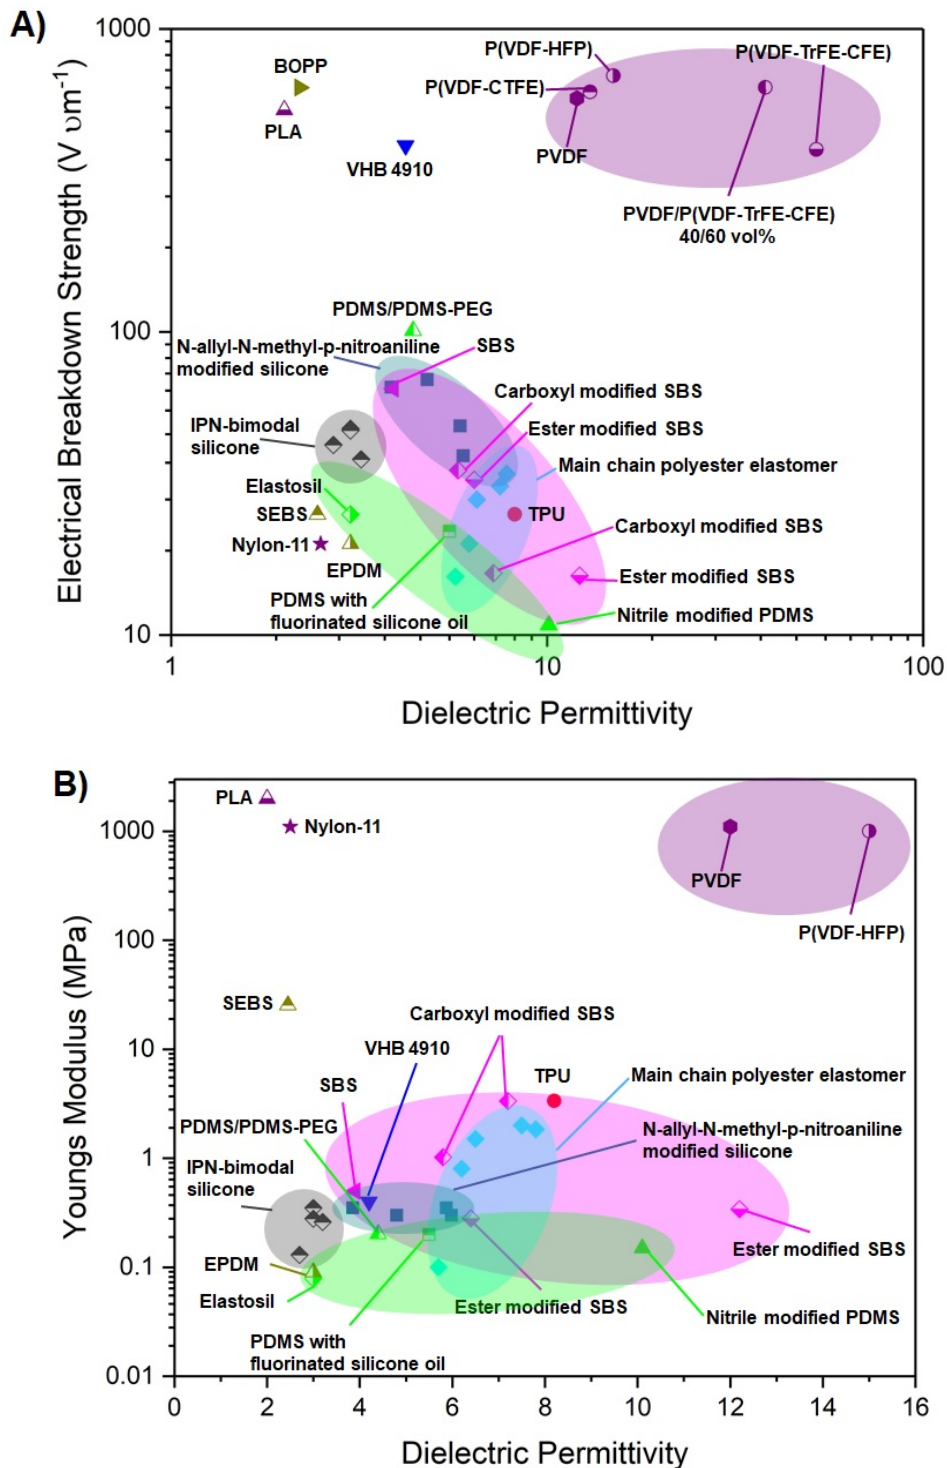 A)
1000
P(VDF-HFP)
P(VDF-TrFE-CFE)
BOPP
P(VDF-CTFE)
PLA
PVDF
VHB 4910
PVDF/P(VDF-TrFE-CFE)
40/60 vol%
Electrical Breakdown Strength (V υm⁻¹)
PDMS/PDMS-PEG
100
N-allyl-N-methyl-p-nitroaniline
modified silicone
SBS
Carboxyl modified SBS
IPN-bimodal
silicone
Ester modified SBS
Main chain polyester elastomer
Elastosil
SEBS
TPU
Carboxyl modified SBS
Nylon-11
EPDM
Ester modified SBS
PDMS with
fluorinated silicone oil
Nitrile modified PDMS
10
1
10
100
Dielectric Permittivity
B)
PLA
Nylon-11
1000
PVDF
P(VDF-HFP)
100
SEBS
Carboxyl modified SBS
10
VHB 4910
TPU
Main chain polyester elastomer
SBS
PDMS/PDMS-PEG
N-allyl-N-methyl-p-nitroaniline
modified silicone
IPN-bimodal
silicone
1
Youngs Modulus (MPa)
Ester modified SBS
EPDM
0.1
Elastosil
Ester modified SBS
Nitrile modified PDMS
PDMS with
fluorinated silicone oil
0.01
0 2 4 6 8 10 12 14 16
Dielectric Permittivity